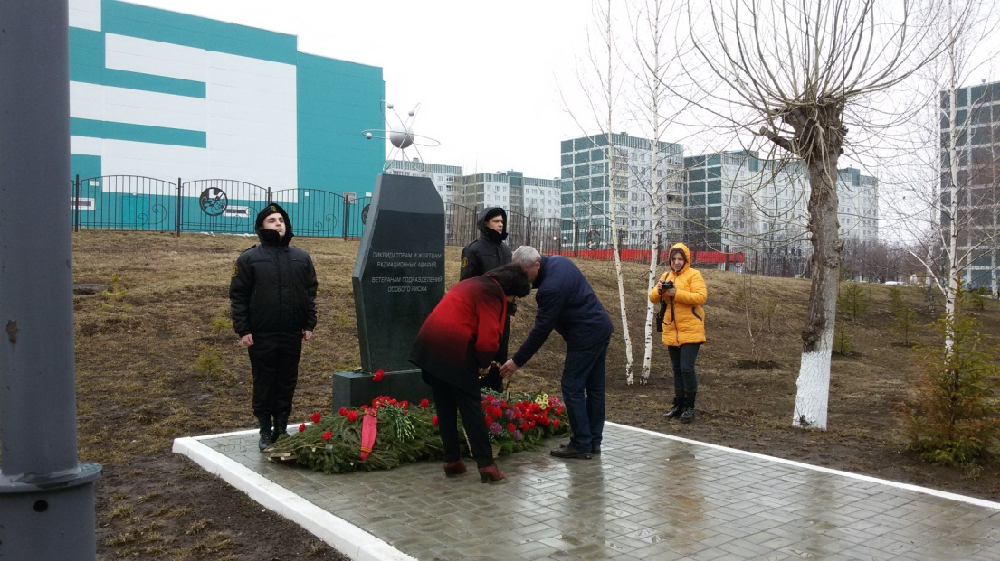 ЛИКВИДАТОРАМ И ЖЕРТВАМ
РАДИАЦИОННЫХ АВАРИЙ,
ВЕТЕРАНАМ ПОДРАЗДЕЛЕНИЙ
ОСОБОГО РИСКА